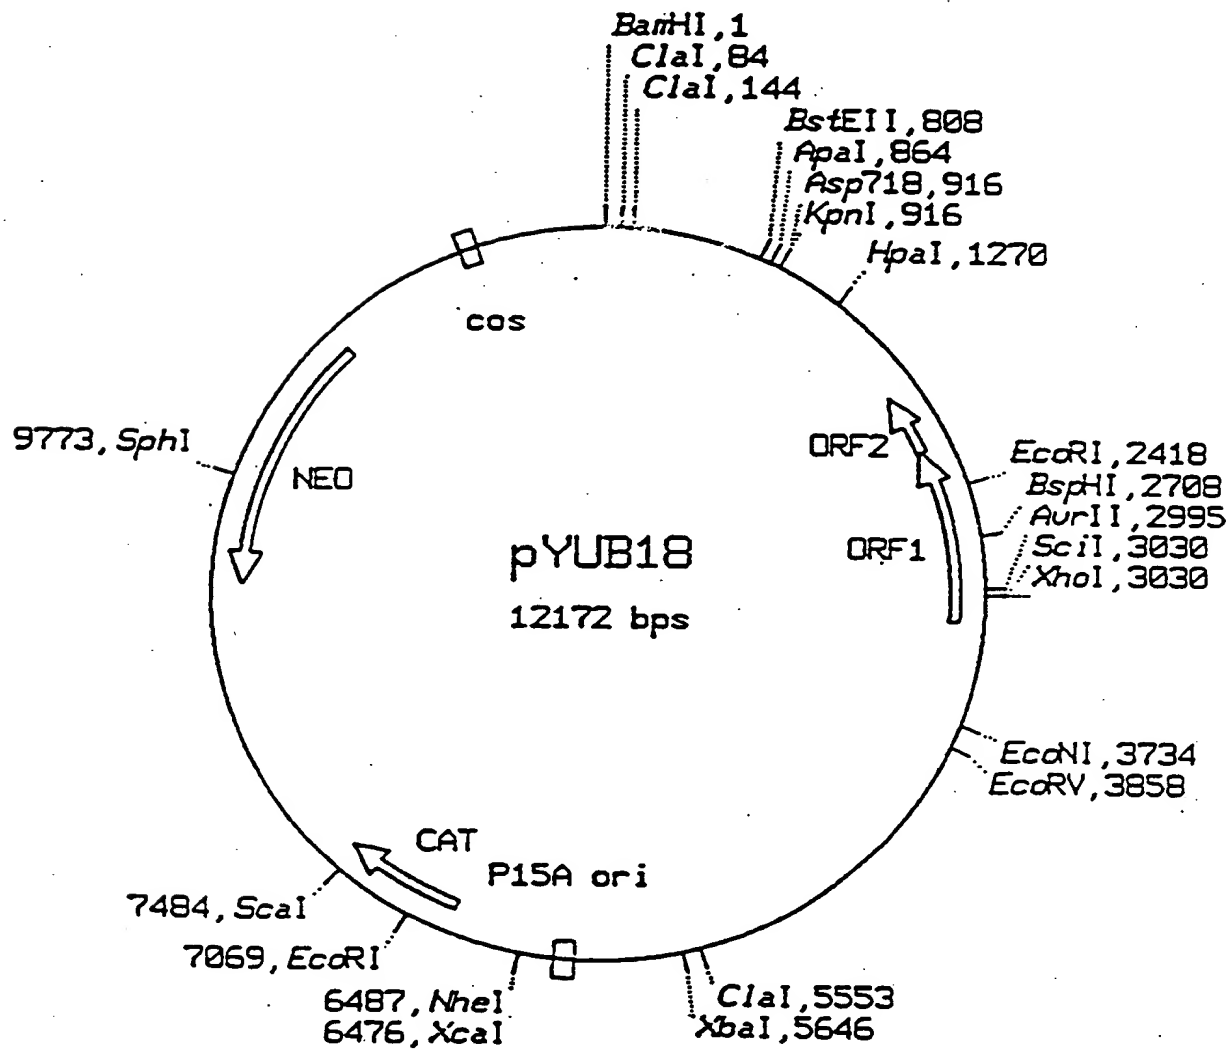 BamHI,1
ClaI,84
ClaI,144
BstEII,808
ApaI,864
Asp718,916
KpnI,916
HpaI,1270
cos
ORF2
EcoRI,2418
BspHI,2708
AvrII,2995
SciI,3030
XhoI,3030
ORF1
9773,SphI
NEO
pYUB18
12172 bps
EcoNI,3734
EcoRV,3858
CAT
P15A ori
7484,ScaI
7069,EcoRI
6487,NheI
6476,XcaI
ClaI,5553
XbaI,5646